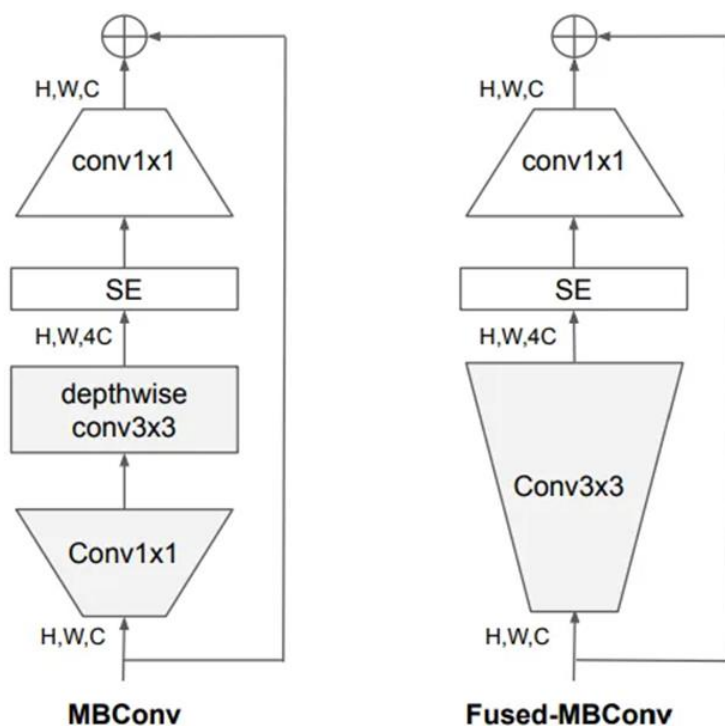 H,W,C
conv1x1
SE
H,W,4C
depthwise
conv3x3
Conv1x1
H,W,C
MBConv
H,W,C
conv1x1
SE
H,W,4C
Conv3x3
H,W,C
Fused-MBConv